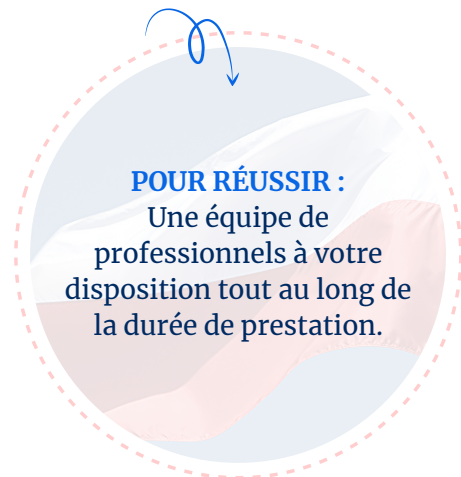 POUR RÉUSSIR :
Une équipe de
professionnels à votre
disposition tout au long de
la durée de prestation.